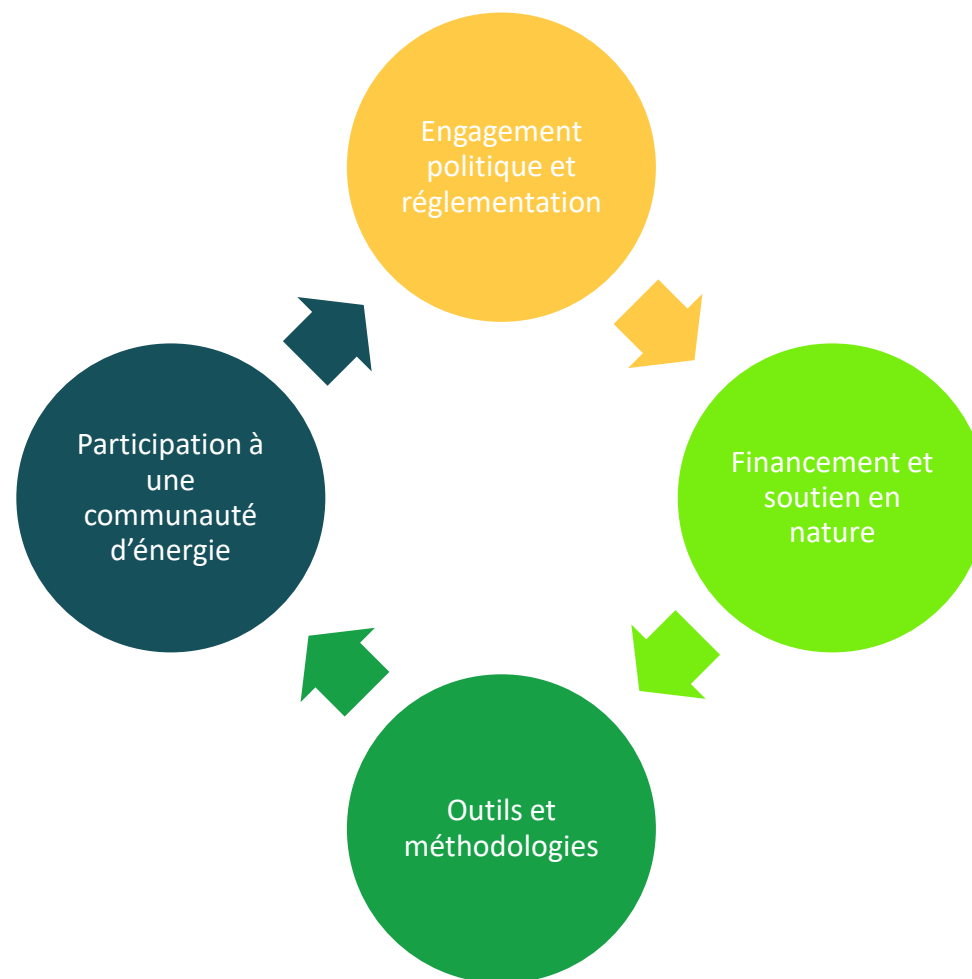 Engagement
politique et
réglementation
Participation à
une
communauté
d’énergie
Financement et
soutien en
nature
Outils et
méthodologies